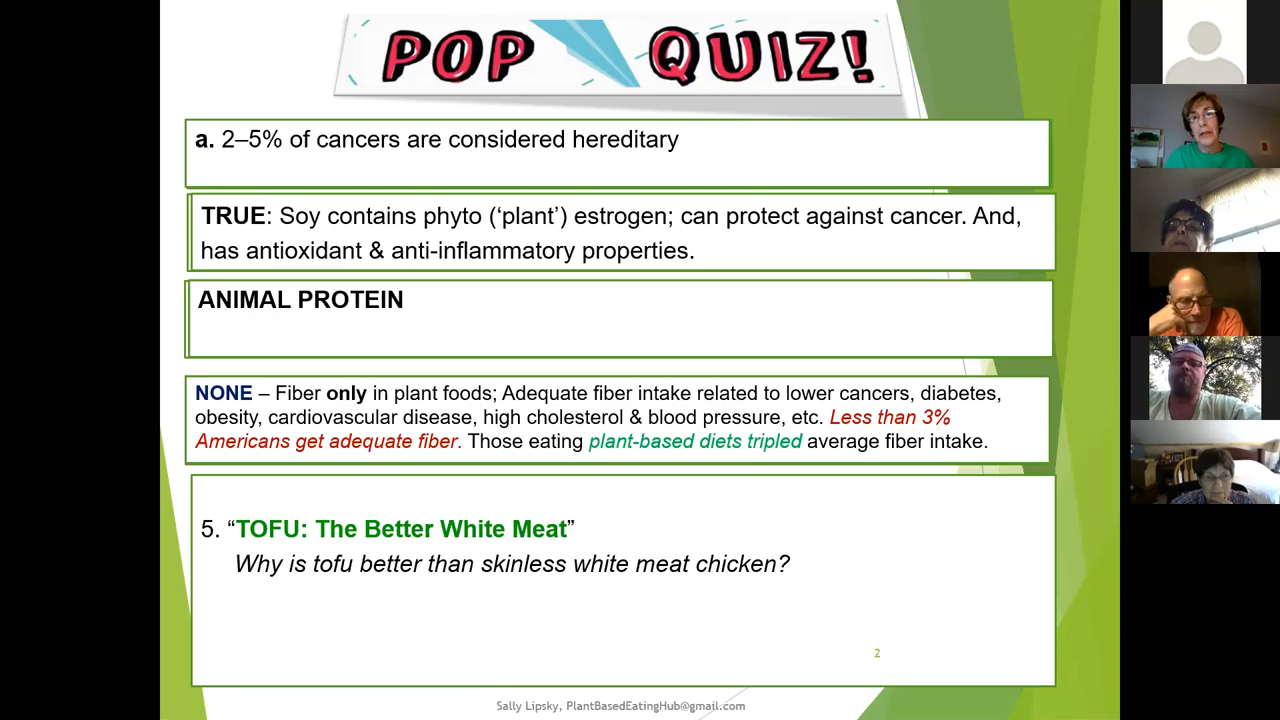 POP QUIZ!
a. 2–5% of cancers are considered hereditary
TRUE: Soy contains phyto (‘plant’) estrogen; can protect against cancer. And,
has antioxidant & anti-inflammatory properties.
ANIMAL PROTEIN
NONE – Fiber only in plant foods; Adequate fiber intake related to lower cancers, diabetes,
obesity, cardiovascular disease, high cholesterol & blood pressure, etc. Less than 3%
Americans get adequate fiber. Those eating plant-based diets tripled average fiber intake.
5. “TOFU: The Better White Meat”
Why is tofu better than skinless white meat chicken?
2
Sally Lipsky, PlantBasedEatingHub@gmail.com